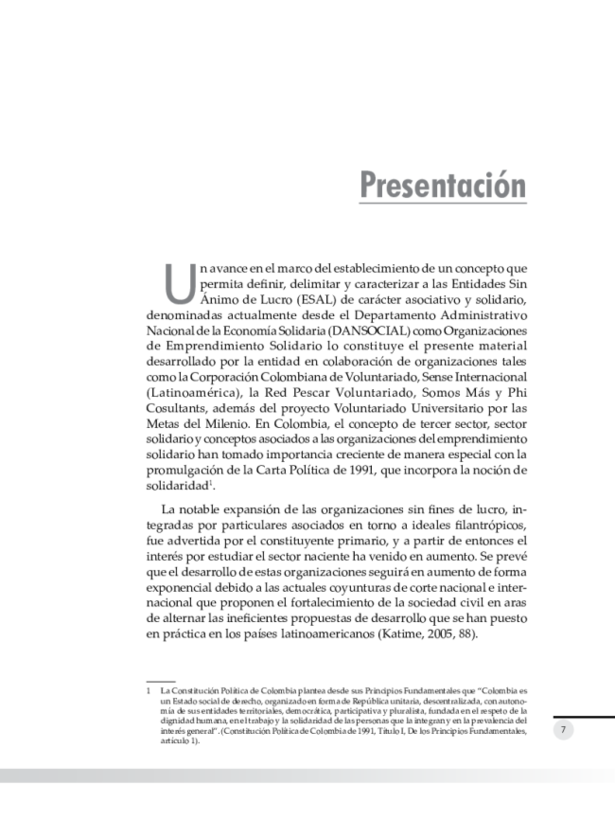 Presentación
Un avance en el marco del establecimiento de un concepto que
permita definir, delimitar y caracterizar a las Entidades Sin
Ánimo de Lucro (ESAL) de carácter asociativo y solidario,
denominadas actualmente desde el Departamento Administrativo
Nacional de la Economía Solidaria (DANSOCIAL) como Organizaciones
de Emprendimiento Solidario lo constituye el presente material
desarrollado por la entidad en colaboración de organizaciones tales
como la Corporación Colombiana de Voluntariado, Sense Internacional
(Latinoamérica), la Red Pescar Voluntariado, Somos Más y Phi
Cosultants, además del proyecto Voluntariado Universitario por las
Metas del Milenio. En Colombia, el concepto de tercer sector, sector
solidario y conceptos asociados a las organizaciones del emprendimiento
solidario han tomado importancia creciente de manera especial con la
promulgación de la Carta Política de 1991, que incorpora la noción de
solidaridad¹.
La notable expansión de las organizaciones sin fines de lucro, in-
tegradas por particulares asociados en torno a ideales filantrópicos,
fue advertida por el constituyente primario, y a partir de entonces el
interés por estudiar el sector naciente ha venido en aumento. Se prevé
que el desarrollo de estas organizaciones seguirá en aumento de forma
exponencial debido a las actuales coyunturas de corte nacional e inter-
nacional que proponen el fortalecimiento de la sociedad civil en aras
de alternar las ineficientes propuestas de desarrollo que se han puesto
en práctica en los países latinoamericanos (Katime, 2005, 88).
1 La Constitución Política de Colombia plantea desde sus Principios Fundamentales que “Colombia es
un Estado social de derecho, organizado en forma de República unitaria, descentralizada, con autono-
mía de sus entidades territoriales, democrática, participativa y pluralista, fundada en el respeto de la
dignidad humana, en el trabajo y la solidaridad de las personas que la integran y en la prevalencia del
interés general”. (Constitución Política de Colombia de 1991, Título I, De los Principios Fundamentales,
artículo 1).
7